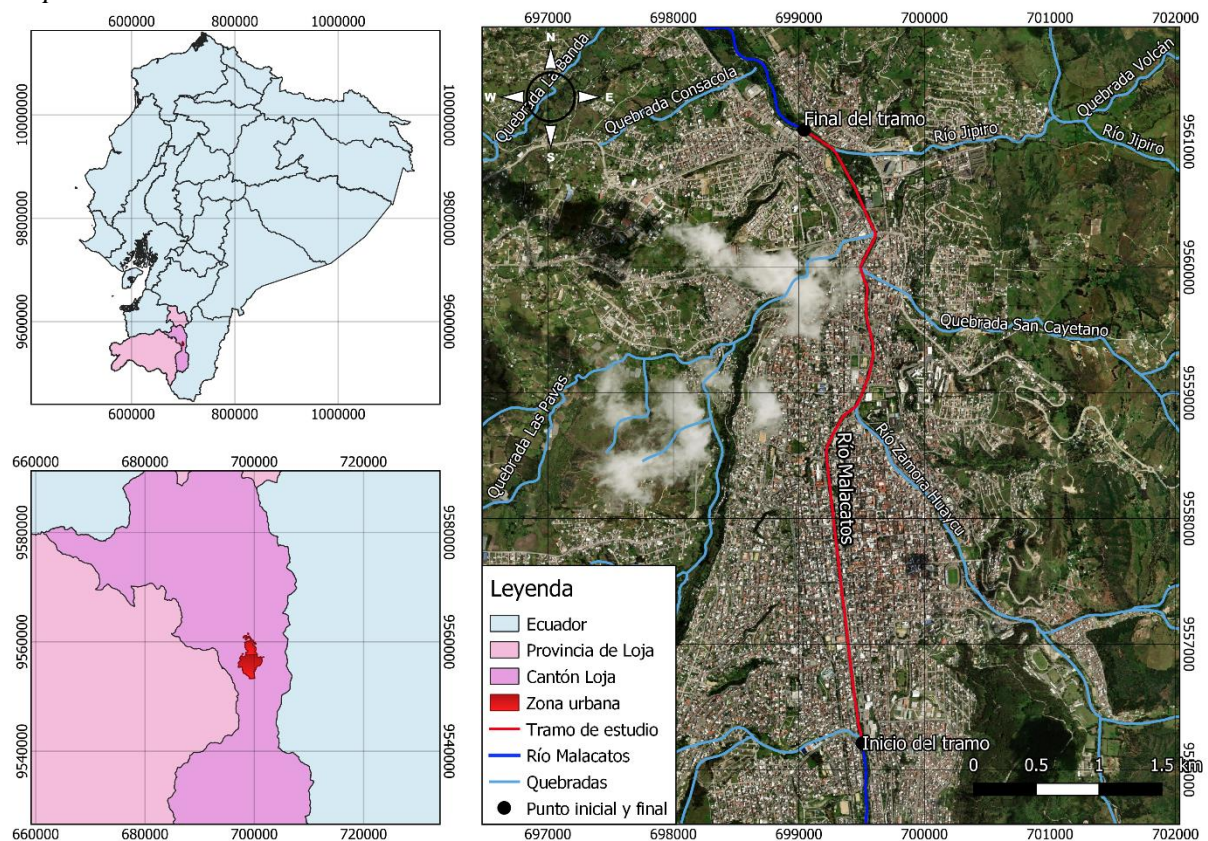 600000 800000 1000000
10000000
9800000
9600000
10000000
9800000
9600000
600000 800000 1000000
660000 680000 700000 720000
9580000
9560000
9540000
9580000
9560000
9540000
660000 680000 700000 720000
697000 698000 699000 700000 701000 702000
N
W E
S
Quebrada La Banda
Quebrada Consacola
Final del tramo
Río Jipiro
Quebrada Volcán
Río Jipiro
Quebrada San Cayetano
Quebrada Las Pavas
Río Malacatos
Río Zamora Huaycu
Inicio del tramo
0 0.5 1 1.5 km
9561000
9560000
9559000
9558000
9557000
9556000
Leyenda
Ecuador
Provincia de Loja
Cantón Loja
Zona urbana
Tramo de estudio
Río Malacatos
Quebradas
Punto inicial y final
697000 698000 699000 700000 701000 702000